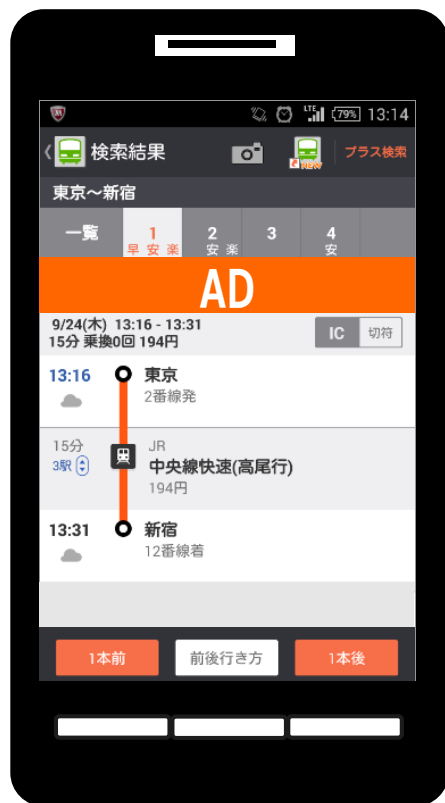 LTE 79% 13:14
検索結果 NEW プラス検索
東京～新宿
一覧 1 2 3 4
早 安 楽 安 楽 安
AD
9/24(木) 13:16 - 13:31
15分 乗換0回 194円
IC 切符
13:16 東京
2番線発
15分 JR
3駅 中央線快速(高尾行)
194円
13:31 新宿
12番線着
1本前 前後行き方 1本後